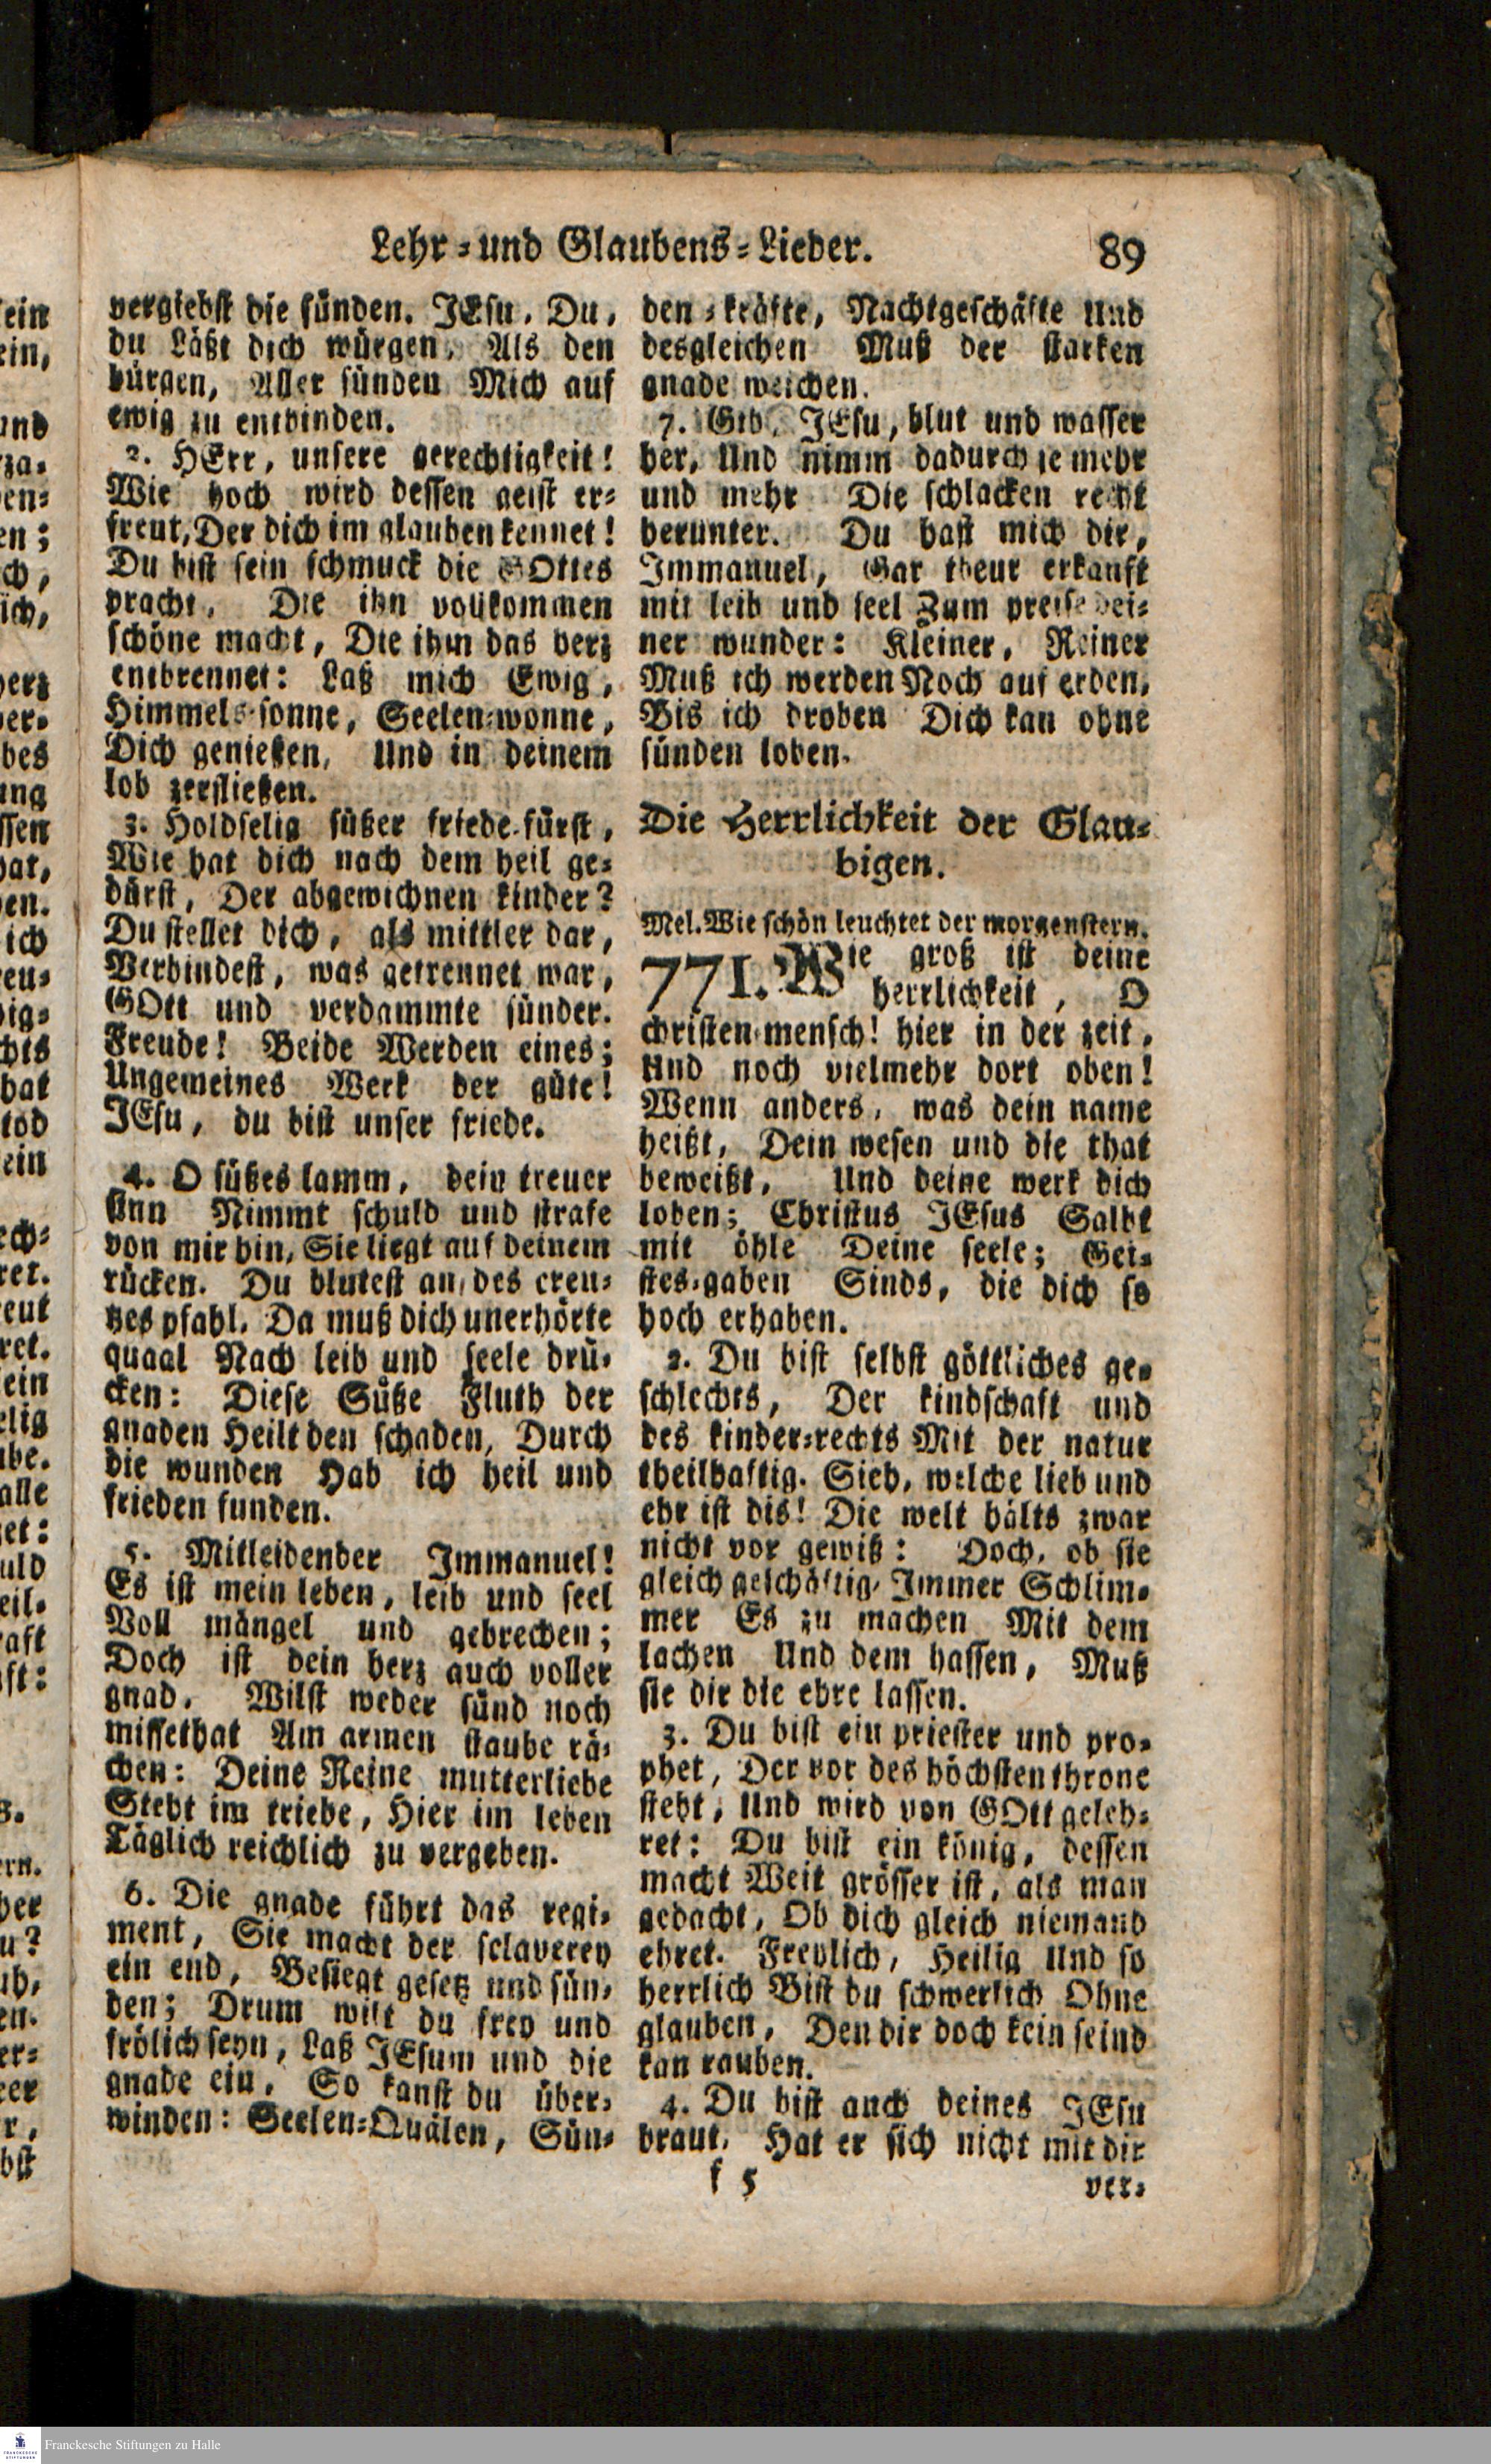 Lehr-und Glaubens-Lieder. 89
vergiebst die sünden. JEsu, Du,
du Läßt dich würgen, Als den
bürgen, Aller sünden Mich auf
ewig zu entbinden.
2. HErr, unsere gerechtigkeit!
Wie hoch wird dessen geist er-
freut, Der dich im glauben kennet!
Du bist sein schmuck die GOttes
pracht, Die ihn vollkommen
schöne macht, Die ihm das herz
entbrennet: Laß mich Ewig,
Himmels-sonne, Seelen-wonne,
Dich genießen, Und in deinem
lob zerfließen.
3. Holdselig süßer friede-fürst,
Wie hat dich nach dem heil ge-
dürst, Der abgewichnen kinder?
Du stellet dich, als mittler dar,
Verbindest, was getrennet war,
GOtt und verdammte sünder.
Freude! Beide Werden eines;
Ungemeines Werk der güte!
JEsu, du bist unser friede.
4. O süßes lamm, dein treuer
sinn Nimmt schuld und strafe
von mir hin, Sie liegt auf deinem
rücken. Du blutest an des creu-
tzes pfahl, Da muß dich unerhörte
quaal Nach leib und seele drü-
cken: Diese Süße Fluth der
gnaden Heilt den schaden, Durch
die wunden Hab ich heil und
frieden funden.
5. Mitleidender Immanuel!
Es ist mein leben, leib und seel
Voll mängel und gebrechen;
Doch ist dein herz auch voller
gnad, Wilst weder sünd noch
missethat Am armen staube rä-
chen: Deine Reine mutterliebe
Steht im triebe, Hier im leben
Täglich reichlich zu vergeben.
6. Die gnade führt das regi-
ment, Sie macht der sclaverey
ein end, Besiegt gesetz und sün-
den; Drum wilt du frey und
frölich seyn, Laß JEsum und die
gnade ein, So kanst du über-
winden: Seelen-Quälen, Sün-
den-kräfte, Nachtgeschäfte Und
desgleichen Muß der starken
gnade weichen.
7. Gib, JEsu, blut und wasser
her, Und nimm dadurch je mehr
und mehr Die schlacken recht
herunter. Du hast mich dir,
Immanuel, Gar theur erkauft
mit leib und seel Zum preise dei-
ner wunder: Kleiner, Reiner
Muß ich werden Noch auf erden,
Bis ich droben Dich kan ohne
sünden loben.
Die Herrlichkeit der Glau-
bigen.
Mel. Wie schön leuchtet der morgenstern.
771. Wie groß ist deine
herrlichkeit, O
christen-mensch! hier in der zeit,
Und noch vielmehr dort oben!
Wenn anders, was dein name
heißt, Dein wesen und die that
beweißt, Und deine werk dich
loben; Christus JEsus Salbt
mit öhle Deine seele; Gei-
stes-gaben Sinds, die dich so
hoch erhaben.
2. Du bist selbst göttliches ge-
schlechts, Der kindschaft und
des kinder-rechts Mit der natur
theilhaftig. Sieh, welche lieb und
ehr ist dis! Die welt hälts zwar
nicht vor gewiß: Doch, ob sie
gleich geschäftig, Immer Schlim-
mer Es zu machen Mit dem
lachen Und dem hassen, Muß
sie dir die ehre lassen.
3. Du bist ein priester und pro-
phet, Der vor des höchsten throne
steht, Und wird von GOtt geleh-
ret: Du bist ein könig, dessen
macht Weit grösser ist, als man
gedacht, Ob dich gleich niemand
ehret. Freylich, Heilig Und so
herrlich Bist du schwerlich Ohne
glauben, Den dir doch kein feind
kan rauben.
4. Du bist auch deines JEsu
braut, Hat er sich nicht mit dir
f 5 ver-
Franckesche Stiftungen zu Halle